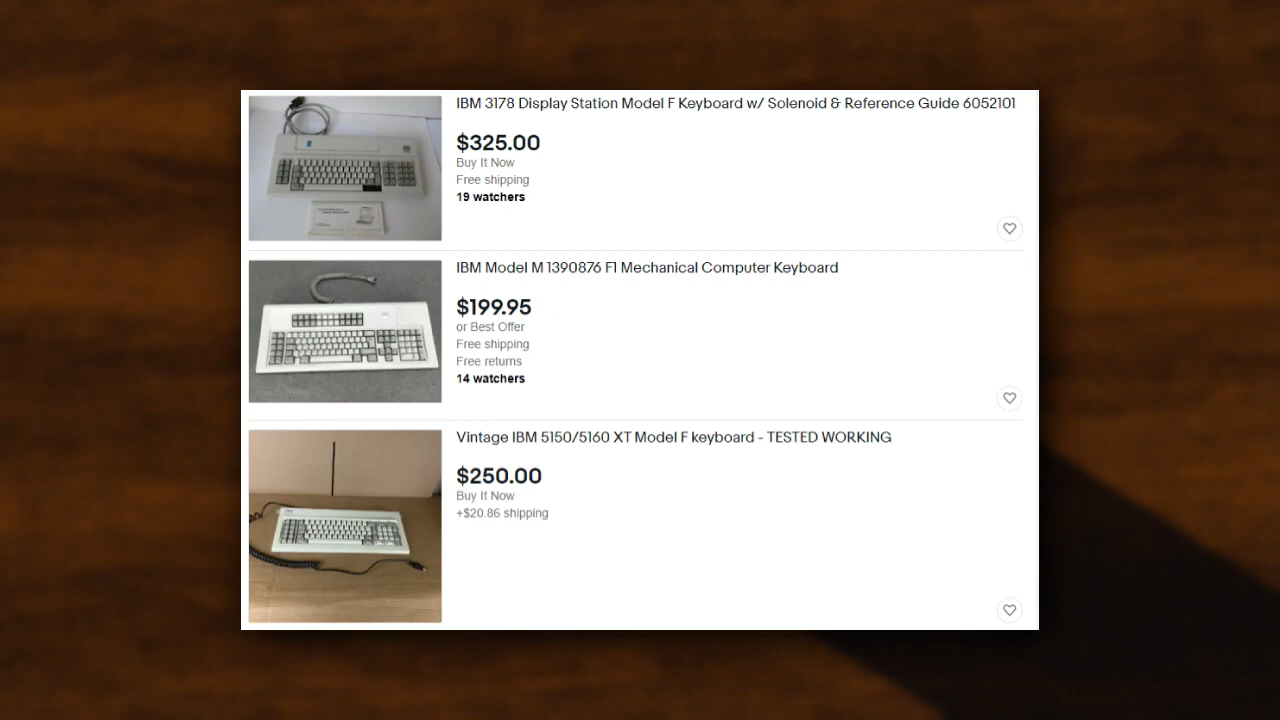 IBM 3178 Display Station Model F Keyboard w/ Solenoid & Reference Guide 6052101
$325.00
Buy It Now
Free shipping
19 watchers
IBM Model M 1390876 F1 Mechanical Computer Keyboard
$199.95
or Best Offer
Free shipping
Free returns
14 watchers
Vintage IBM 5150/5160 XT Model F keyboard - TESTED WORKING
$250.00
Buy It Now
+$20.86 shipping